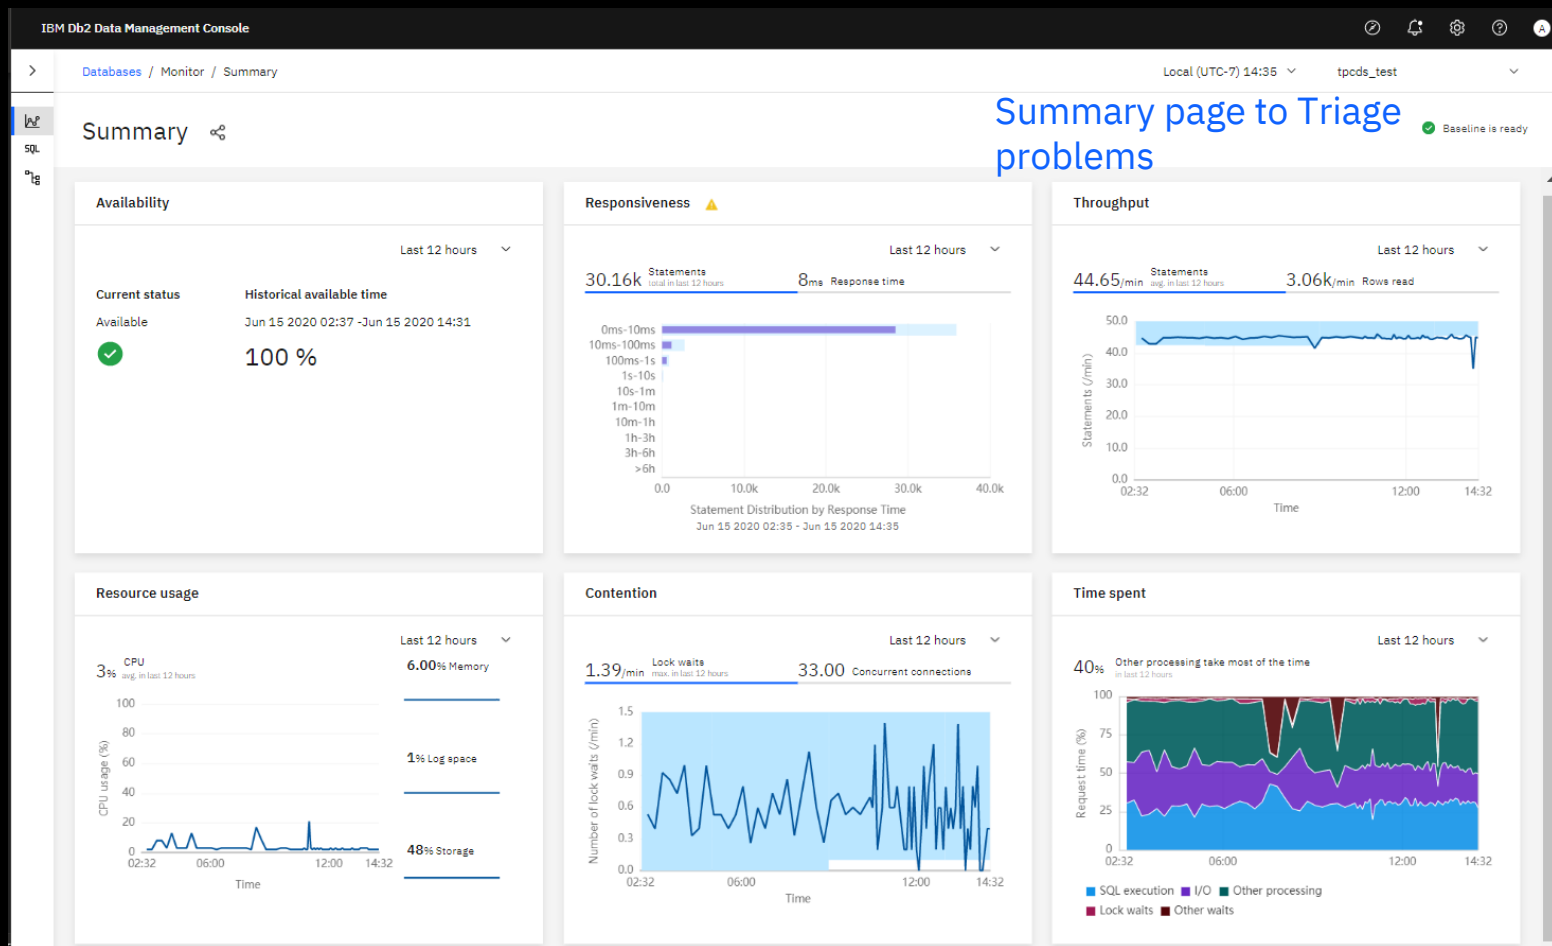 IBM Db2 Data Management Console
A
Databases / Monitor / Summary
Local (UTC-7) 14:35
tpcds_test
Summary
Summary page to Triage
problems
Baseline is ready
SQL
Availability
Last 12 hours
Current status
Historical available time
Available
Jun 15 2020 02:37 -Jun 15 2020 14:31
100 %
Responsiveness
Last 12 hours
30.16k Statements
total in last 12 hours
8ms Response time
0ms-10ms
10ms-100ms
100ms-1s
1s-10s
10s-1m
1m-10m
10m-1h
1h-3h
3h-6h
>6h
0.0 10.0k 20.0k 30.0k 40.0k
Statement Distribution by Response Time
Jun 15 2020 02:35 - Jun 15 2020 14:35
Throughput
Last 12 hours
44.65/min Statements
avg. in last 12 hours
3.06k/min Rows read
50.0
40.0
30.0
20.0
10.0
0.0
Statements (/min)
02:32 06:00 12:00 14:32
Time
Resource usage
Last 12 hours
3% CPU
avg. in last 12 hours
6.00% Memory
1% Log space
48% Storage
100
80
60
40
20
0
CPU usage (%)
02:32 06:00 12:00 14:32
Time
Contention
Last 12 hours
1.39/min Lock waits
max. in last 12 hours
33.00 Concurrent connections
1.5
1.2
0.9
0.6
0.3
0.0
Number of lock waits (/min)
02:32 06:00 12:00 14:32
Time
Time spent
Last 12 hours
40% Other processing take most of the time
in last 12 hours
100
75
50
25
0
Request time (%)
02:32 06:00 12:00 14:32
Time
SQL execution I/O Other processing
Lock waits Other waits